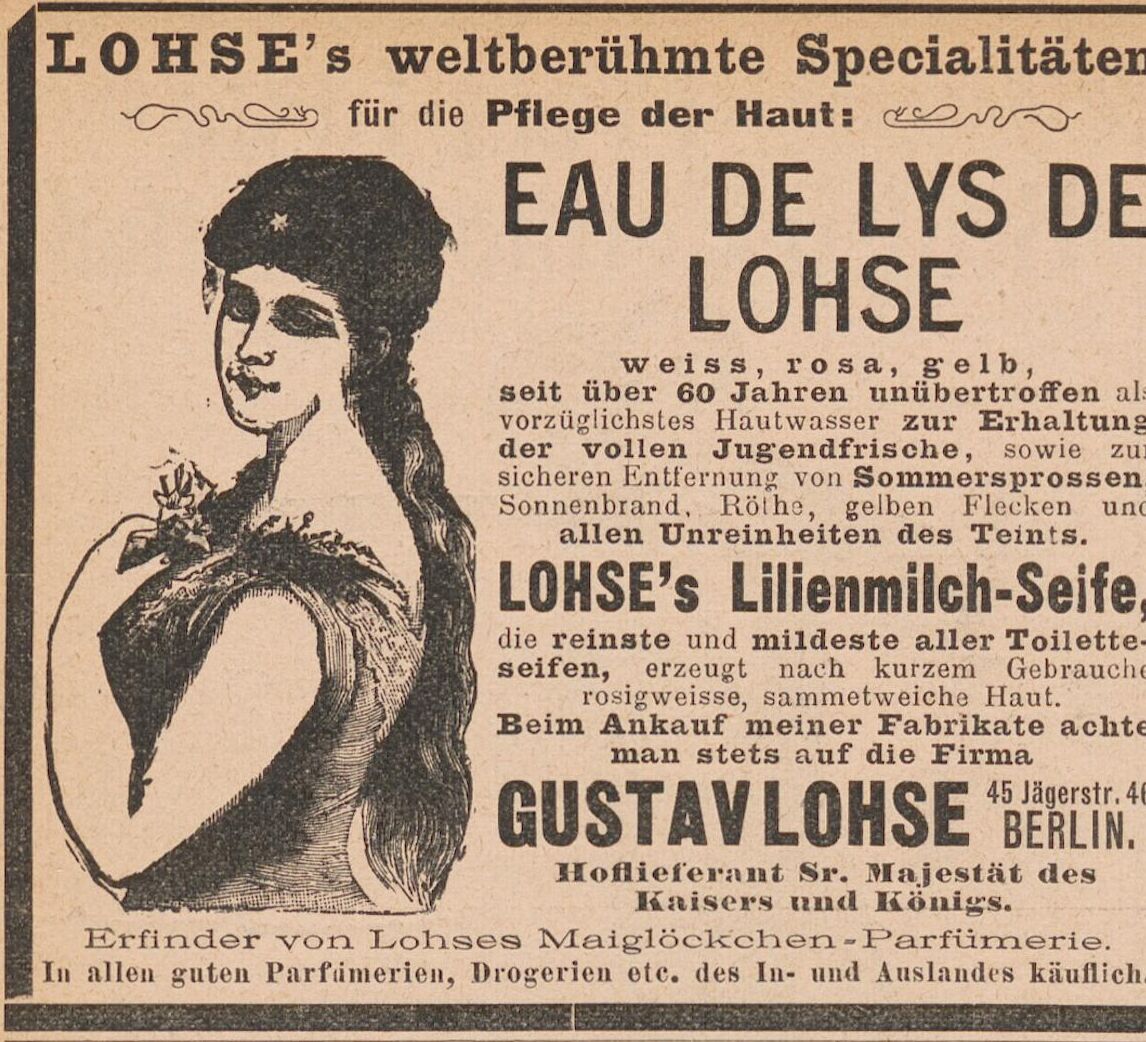 LOHSE's weltberühmte Specialitäten
für die Pflege der Haut:
EAU DE LYS DE
LOHSE
weiss, rosa, gelb,
seit über 60 Jahren unübertroffen als
vorzüglichstes Hautwasser zur Erhaltung
der vollen Jugendfrische, sowie zur
sicheren Entfernung von Sommersprossen,
Sonnenbrand, Röthe, gelben Flecken und
allen Unreinheiten des Teints.
LOHSE's Lilienmilch-Seife,
die reinste und mildeste aller Toilette-
seifen, erzeugt nach kurzem Gebrauche
rosigweisse, sammetweiche Haut.
Beim Ankauf meiner Fabrikate achte
man stets auf die Firma
GUSTAV LOHSE 45 Jägerstr. 46
BERLIN.
Hoflieferant Sr. Majestät des
Kaisers und Königs.
Erfinder von Lohses Maiglöckchen-Parfümerie.
In allen guten Parfümerien, Drogerien etc. des In- und Auslandes käuflich.